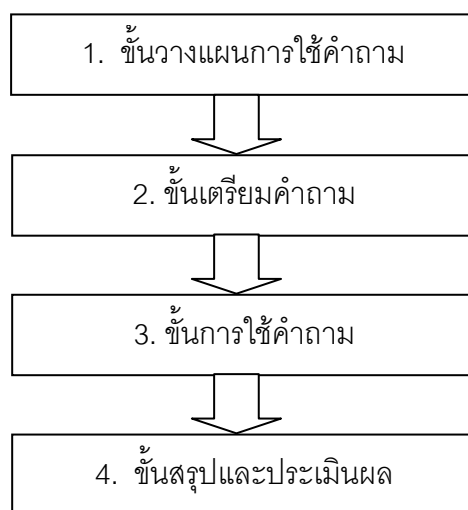 1. ขั้นวางแผนการใช้คำถาม
2. ขั้นเตรียมคำถาม
3. ขั้นการใช้คำถาม
4. ขั้นสรุปและประเมินผล